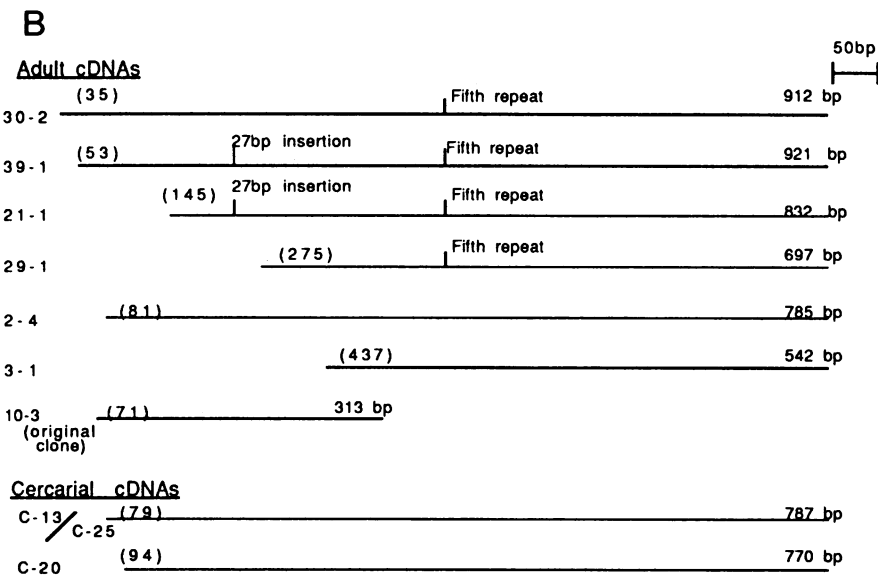 B
50bp
Adult cDNAs
30-2 (35) Fifth repeat 912 bp
39-1 (53) 27bp insertion Fifth repeat 921 bp
21-1 (145) 27bp insertion Fifth repeat 832 bp
29-1 (275) Fifth repeat 697 bp
2-4 (81) 785 bp
3-1 (437) 542 bp
10-3 (71) 313 bp
(original
clone)
Cercarial cDNAs
C-13/C-25 (79) 787 bp
C-20 (94) 770 bp